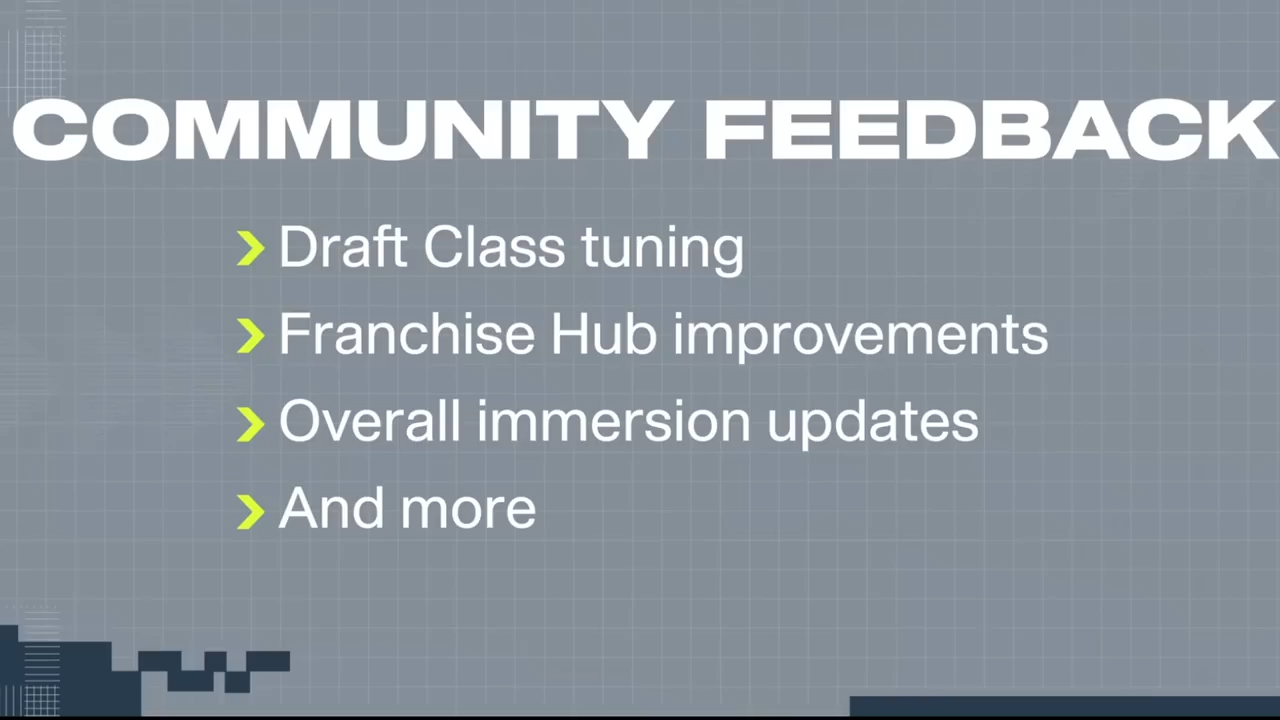 COMMUNITY FEEDBACK
Draft Class tuning
Franchise Hub improvements
Overall immersion updates
And more